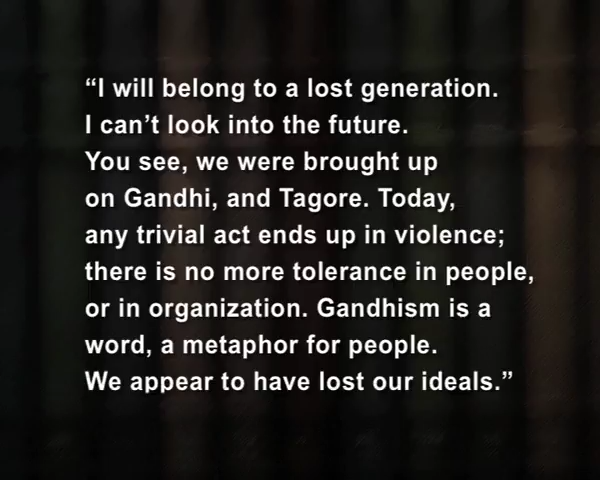 “I will belong to a lost generation.
I can’t look into the future.
You see, we were brought up
on Gandhi, and Tagore. Today,
any trivial act ends up in violence;
there is no more tolerance in people,
or in organization. Gandhism is a
word, a metaphor for people.
We appear to have lost our ideals.”